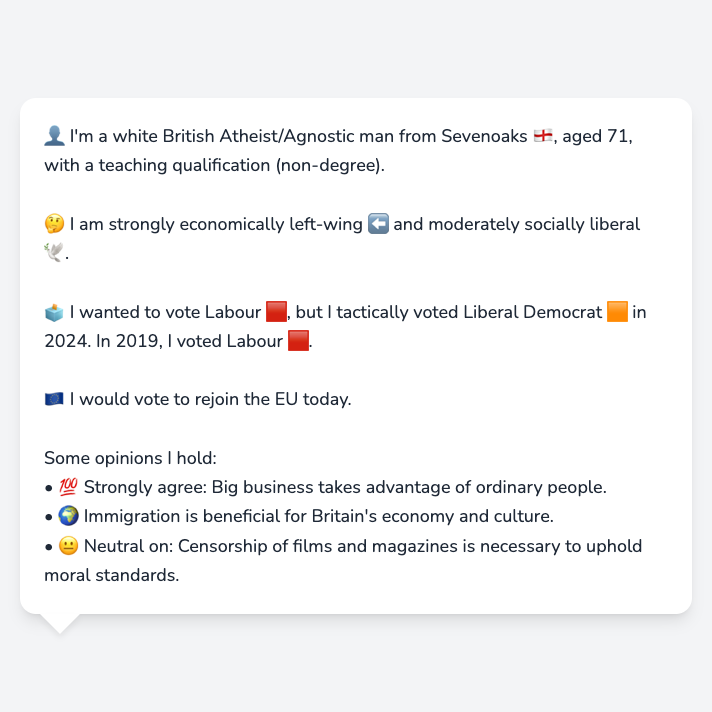 👤 I'm a white British Atheist/Agnostic man from Sevenoaks 🏴󠁧󠁢󠁥󠁮󠁧󠁿, aged 71,
with a teaching qualification (non-degree).
🤔 I am strongly economically left-wing ⬅️ and moderately socially liberal
🕊️.
🗳️ I wanted to vote Labour 🟥, but I tactically voted Liberal Democrat 🟧 in
2024. In 2019, I voted Labour 🟥.
🇪🇺 I would vote to rejoin the EU today.
Some opinions I hold:
• 💯 Strongly agree: Big business takes advantage of ordinary people.
• 🌍 Immigration is beneficial for Britain's economy and culture.
• 😐 Neutral on: Censorship of films and magazines is necessary to uphold
moral standards.